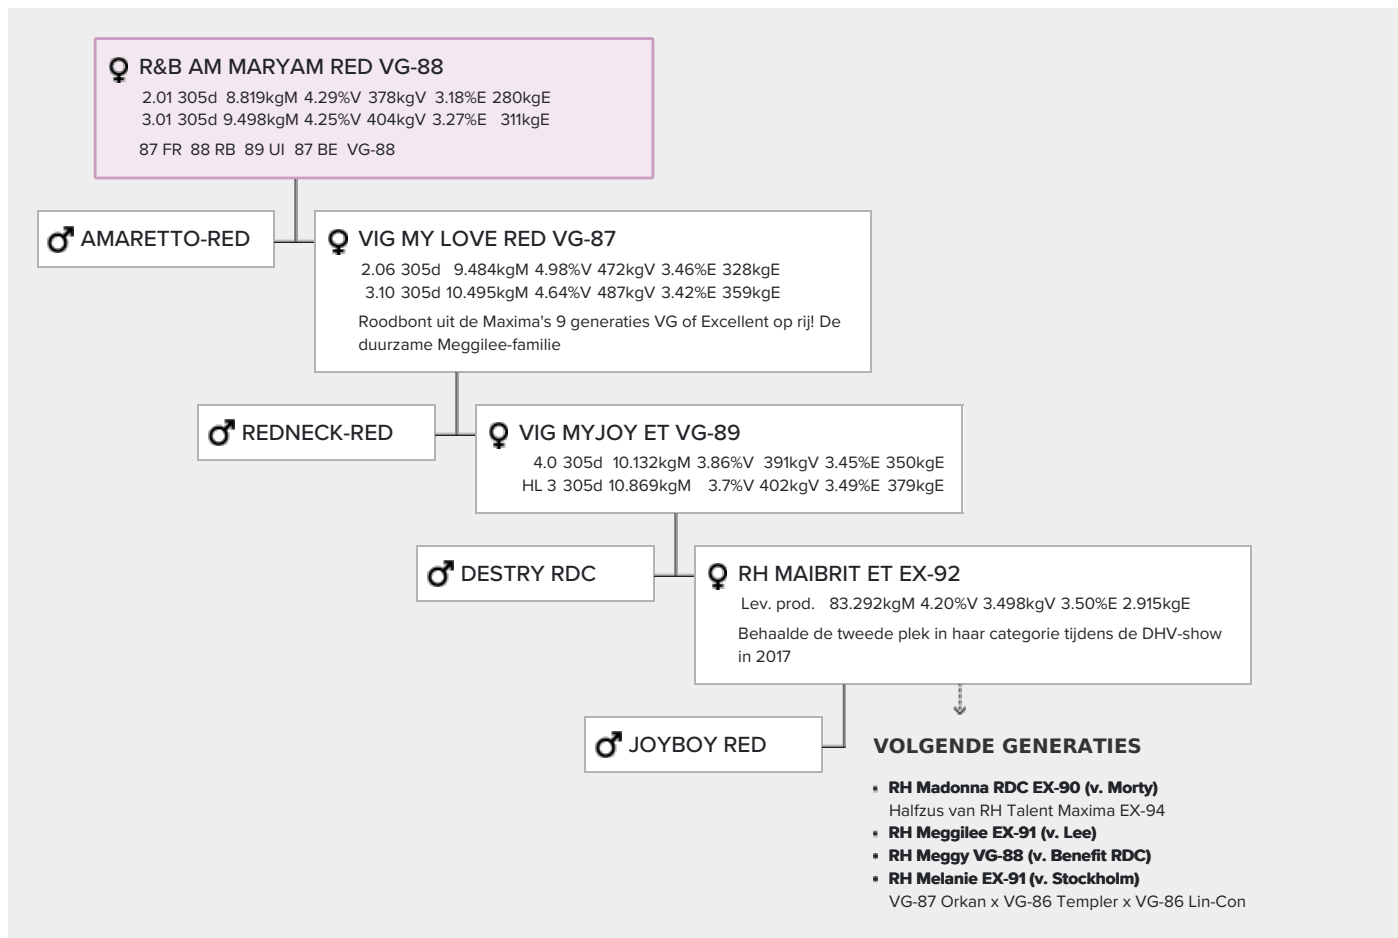 R&B AM MARYAM RED VG-88
2.01 305d 8.819kgM 4.29%V 378kgV 3.18%E 280kgE
3.01 305d 9.498kgM 4.25%V 404kgV 3.27%E 311kgE
87 FR 88 RB 89 UI 87 BE VG-88
AMARETTO-RED
VIG MY LOVE RED VG-87
2.06 305d 9.484kgM 4.98%V 472kgV 3.46%E 328kgE
3.10 305d 10.495kgM 4.64%V 487kgV 3.42%E 359kgE
Roodbont uit de Maxima's 9 generaties VG of Excellent op rij! De
duurzame Meggilee-familie
REDNECK-RED
VIG MYJOY ET VG-89
4.0 305d 10.132kgM 3.86%V 391kgV 3.45%E 350kgE
HL 3 305d 10.869kgM 3.7%V 402kgV 3.49%E 379kgE
DESTRY RDC
RH MAIBRIT ET EX-92
Lev. prod. 83.292kgM 4.20%V 3.498kgV 3.50%E 2.915kgE
Behaalde de tweede plek in haar categorie tijdens de DHV-show
in 2017
JOYBOY RED
VOLGENDE GENERATIES
RH Madonna RDC EX-90 (v. Morty)
Halfzus van RH Talent Maxima EX-94
RH Meggilee EX-91 (v. Lee)
RH Meggy VG-88 (v. Benefit RDC)
RH Melanie EX-91 (v. Stockholm)
VG-87 Orkan x VG-86 Templer x VG-86 Lin-Con